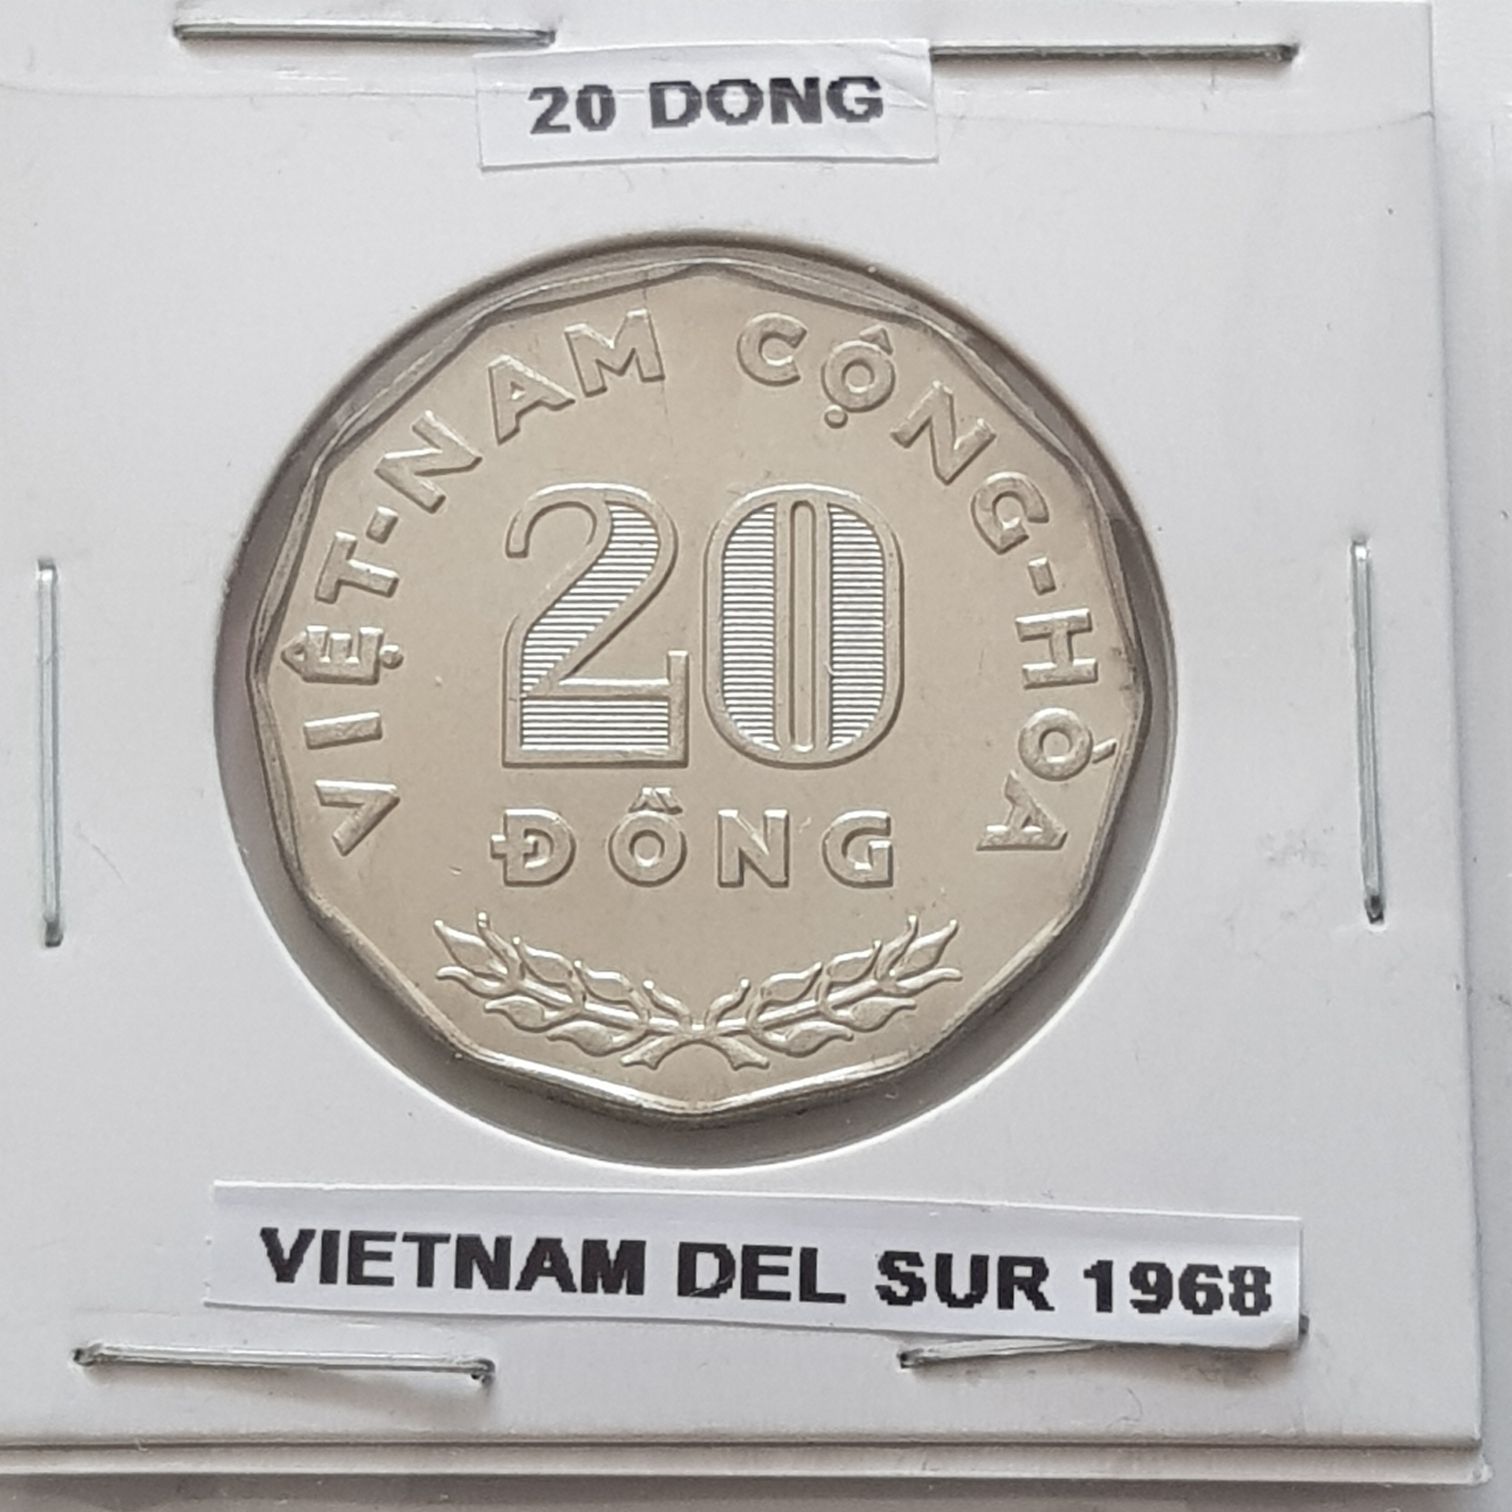 20 DONG
VIỆT-NAM CỘNG-HÒA
20
ĐỒNG
VIETNAM DEL SUR 1968